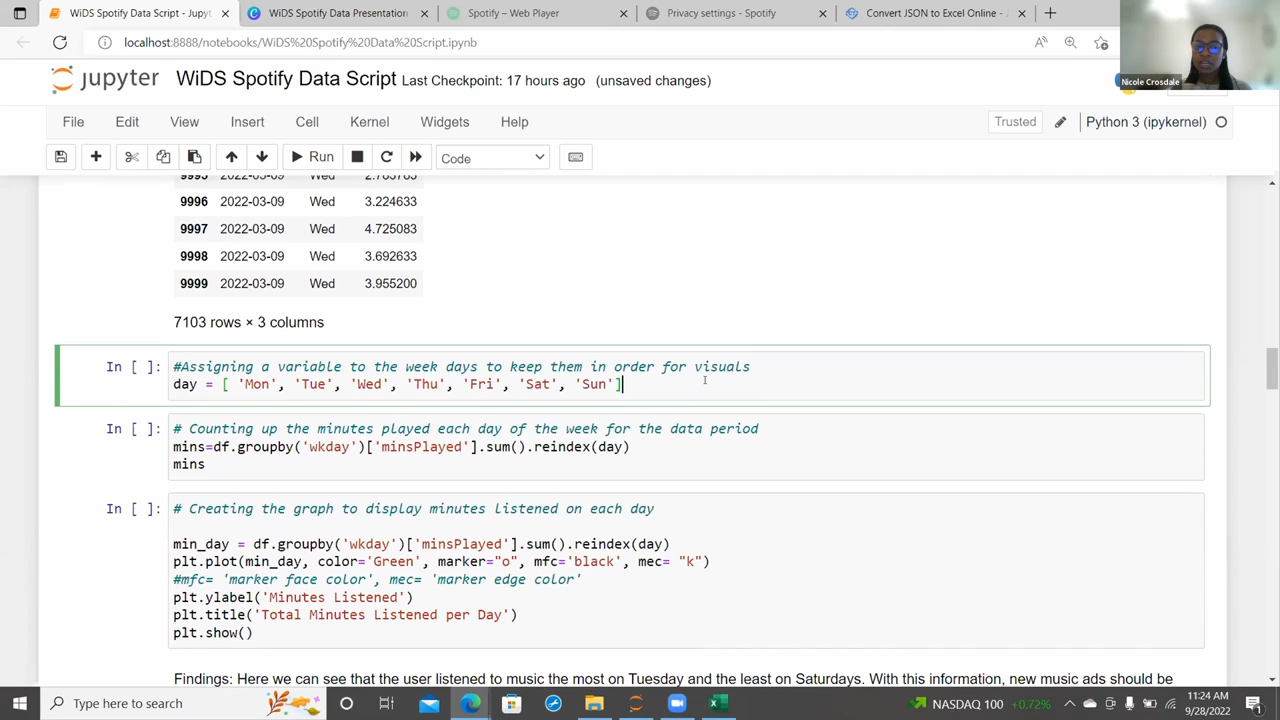 WiDS Spotify Data Script - Jupyt
WiDS Spotify Data Presentation
Spotify – Web Player
Privacy settings - Spotify
Convert JSON to Excel Online -
localhost:8888/notebooks/WiDS%20Spotify%20Data%20Script.ipynb
Nicole Crosdale
jupyter WiDS Spotify Data Script Last Checkpoint: 17 hours ago (unsaved changes)
File Edit View Insert Cell Kernel Widgets Help Trusted Python 3 (ipykernel)
Run Code
9995 2022-03-09 Wed 2.783783
9996 2022-03-09 Wed 3.224633
9997 2022-03-09 Wed 4.725083
9998 2022-03-09 Wed 3.692633
9999 2022-03-09 Wed 3.955200
7103 rows × 3 columns
In [ ]: #Assigning a variable to the week days to keep them in order for visuals
day = [ 'Mon', 'Tue', 'Wed', 'Thu', 'Fri', 'Sat', 'Sun']
In [ ]: # Counting up the minutes played each day of the week for the data period
mins=df.groupby('wkday')['minsPlayed'].sum().reindex(day)
mins
In [ ]: # Creating the graph to display minutes listened on each day
min_day = df.groupby('wkday')['minsPlayed'].sum().reindex(day)
plt.plot(min_day, color='Green', marker="o", mfc='black', mec= "k")
#mfc= 'marker face color', mec= 'marker edge color'
plt.ylabel('Minutes Listened')
plt.title('Total Minutes Listened per Day')
plt.show()
Findings: Here we can see that the user listened to music the most on Tuesday and the least on Saturdays. With this information, new music ads should be
Type here to search
NASDAQ 100 +0.72%
11:24 AM
9/28/2022